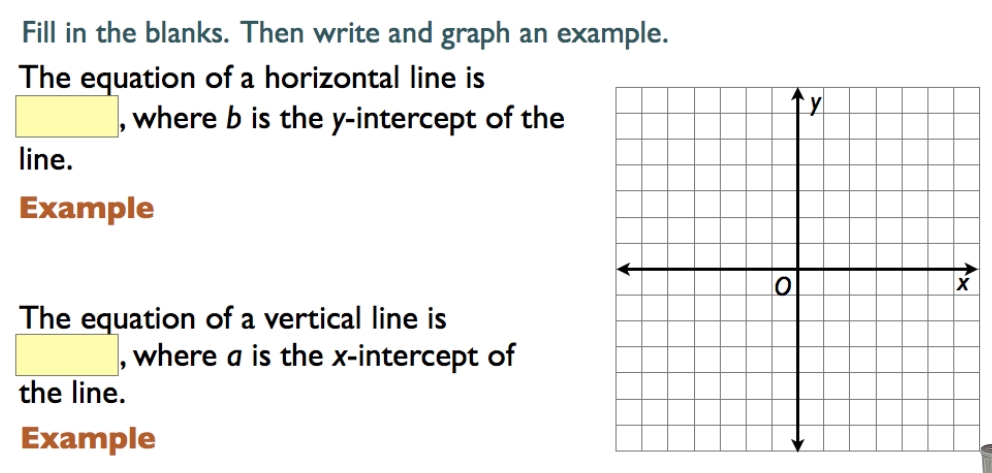 Fill in the blanks. Then write and graph an example.
The equation of a horizontal line is
, where b is the y-intercept of the
line.
Example
The equation of a vertical line is
, where a is the x-intercept of
the line.
Example
y
O
x